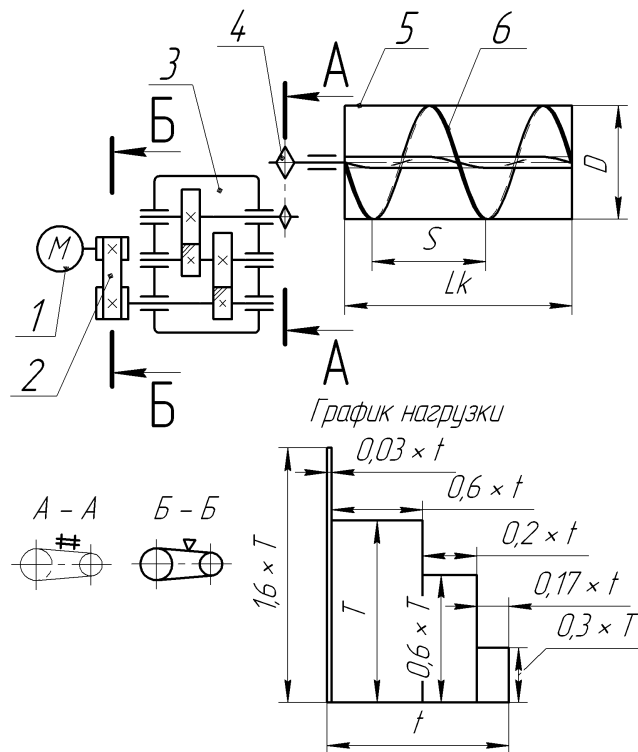 4
5
6
3
А
Б
М
D
S
Lк
1
2
А
Б
График нагрузки
0,03 × t
0,6 × t
А – А
Б – Б
0,2 × t
0,17 × t
1,6 × Т
Т
0,6 × Т
0,3 × Т
t